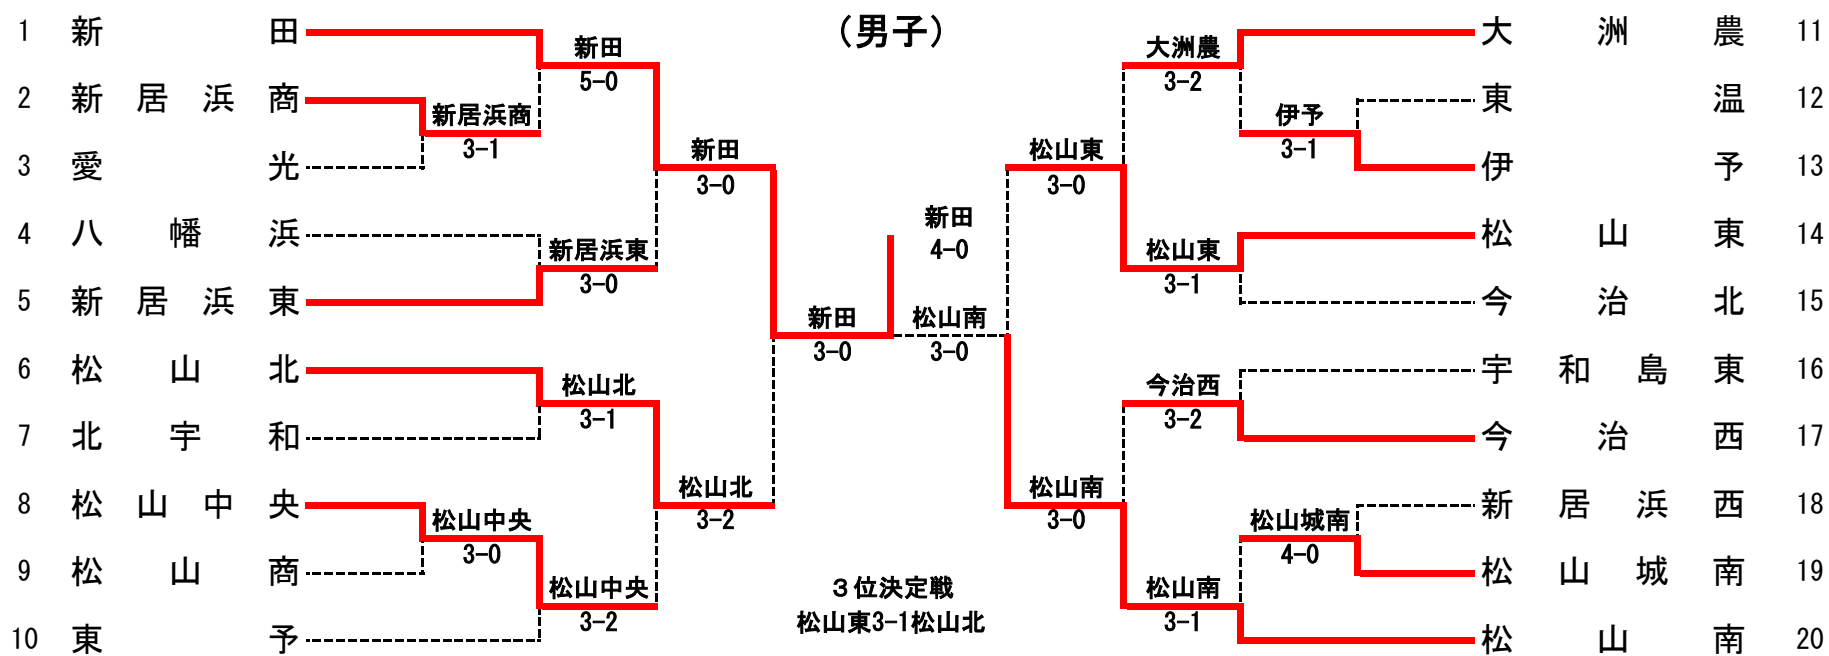 (男子)
1 新田
2 新居浜商
3 愛光
4 八幡浜
5 新居浜東
6 松山北
7 北宇和
8 松山中央
9 松山商
10 東予
新居浜商
3-1
松山中央
3-0
新田
5-0
新居浜東
3-0
松山北
3-1
松山中央
3-2
新田
3-0
松山北
3-2
新田
3-0
新田
4-0
松山南
3-0
3位決定戦
松山東3-1松山北
松山東
3-0
松山南
3-0
大洲農
3-2
松山東
3-1
今治西
3-2
松山南
3-1
伊予
3-1
松山城南
4-0
大洲農 11
東温 12
伊予 13
松山東 14
今治北 15
宇和島東 16
今治西 17
新居浜西 18
松山城南 19
松山南 20